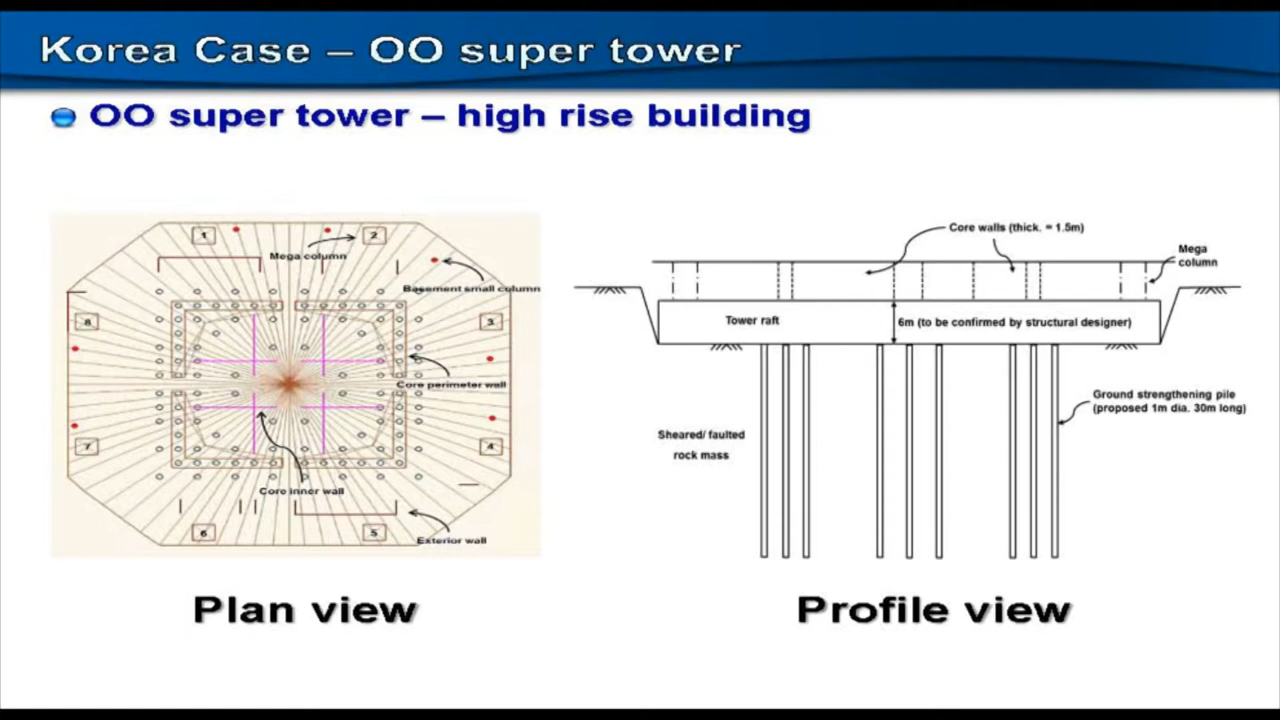 Korea Case – OO super tower
OO super tower – high rise building
1
2
Mega column
Basement small column
8
3
Core perimeter wall
7
4
Core inner wall
6
5
Exterior wall
Plan view
Core walls (thick. = 1.5m)
Mega
column
Tower raft
6m (to be confirmed by structural designer)
Ground strengthening pile
(proposed 1m dia. 30m long)
Sheared/ faulted
rock mass
Profile view